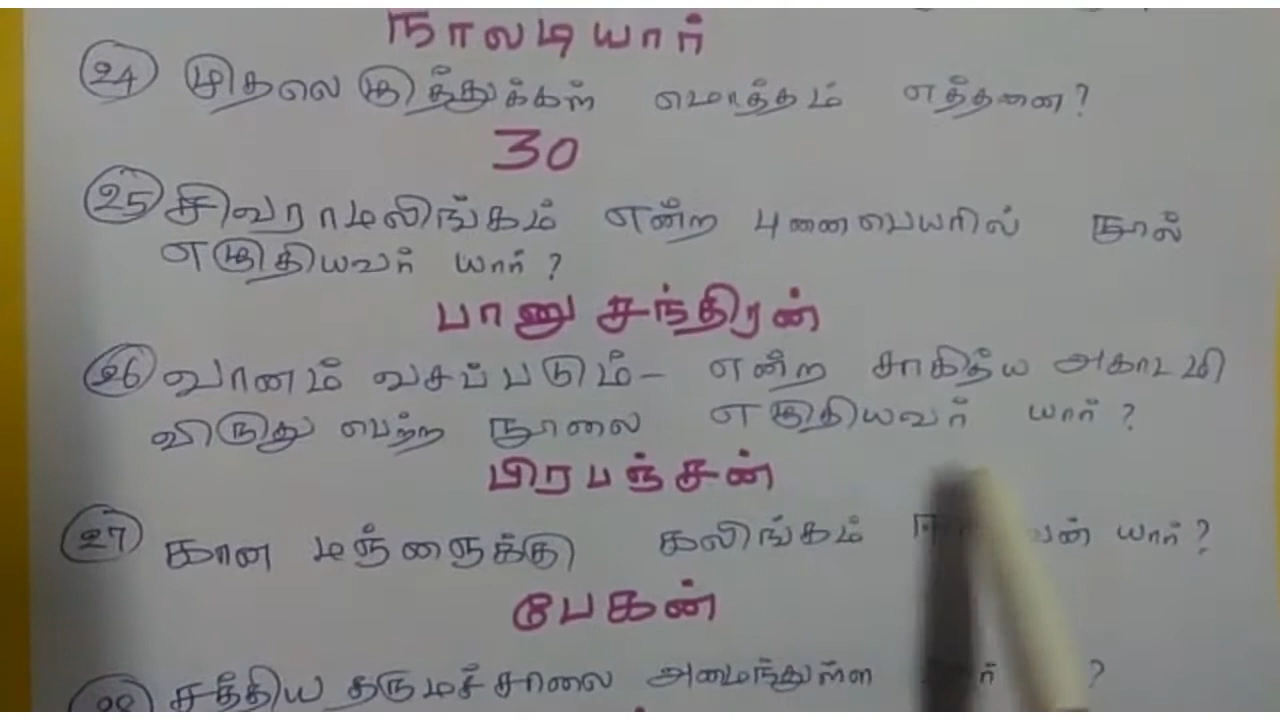 நாலடியார்
24 முதலெழுத்துக்கள் மொத்தம் எத்தனை?
30
25 சிவராமலிங்கம் என்ற புனைபெயரில் நூல்
எழுதியவர் யார்?
பானு சந்திரன்
26 வானம் வசப்படும் - என்ற சாகித்ய அகாடமி
விருது பெற்ற நூலை எழுதியவர் யார்?
பிரபஞ்சன்
27 கான மஞ்ஞைக்கு கலிங்கம் யார்?
பேகன்
28 சத்திய தருமச்சாலை அமைந்துள்ள ?